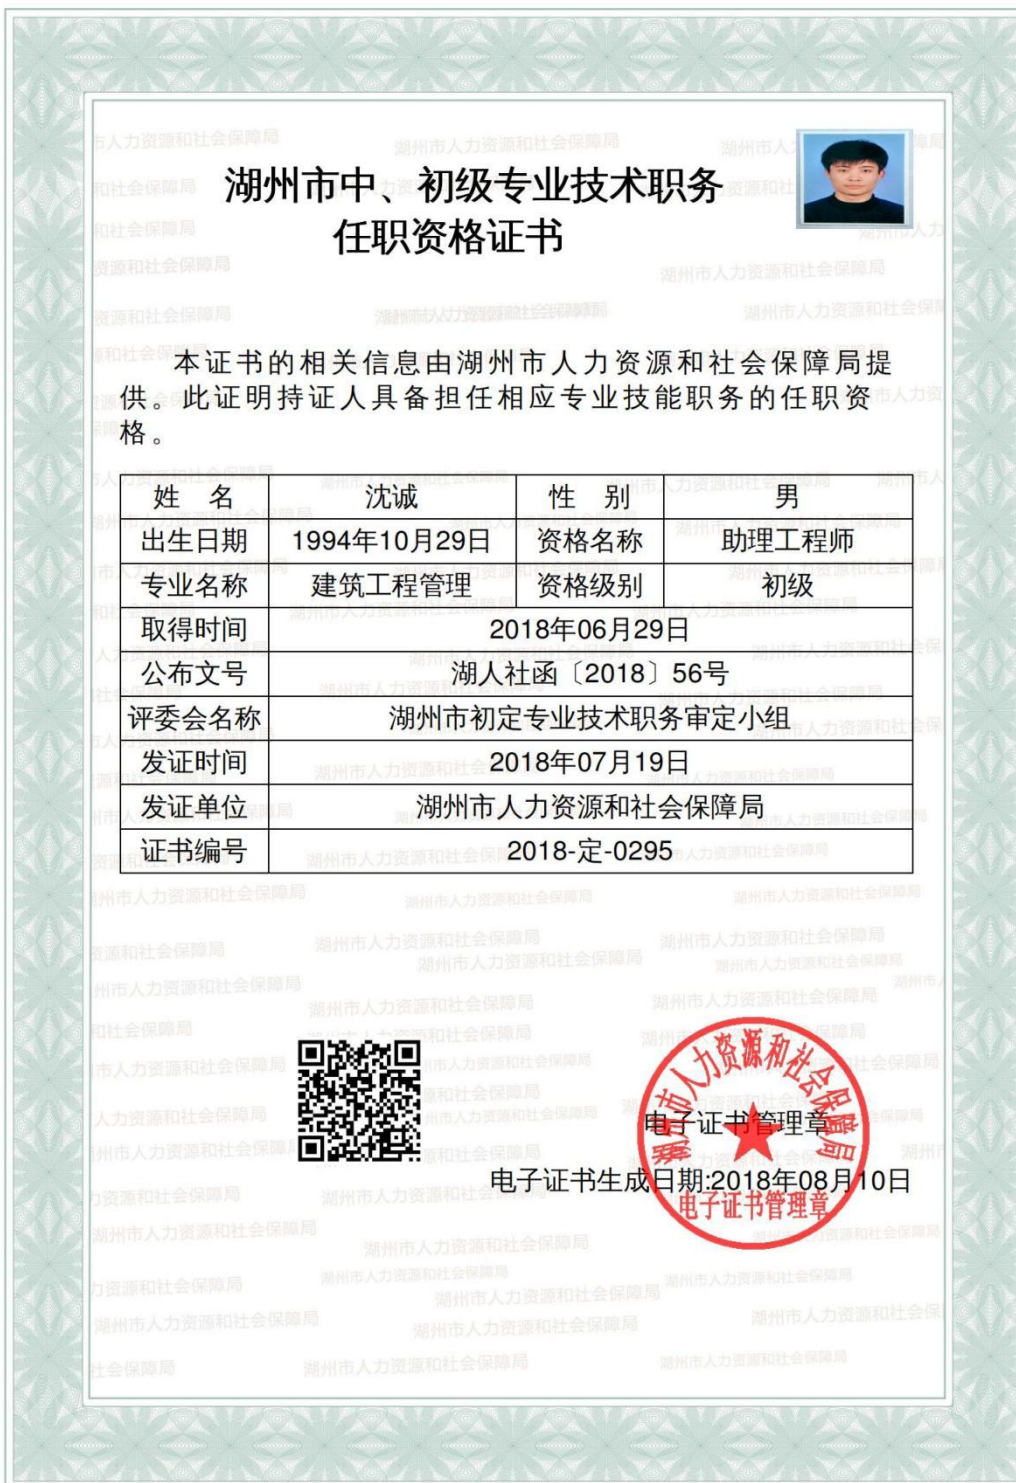 湖州市中、初级专业技术职务
任职资格证书
本证书的相关信息由湖州市人力资源和社会保障局提
供。此证明持证人具备担任相应专业技能职务的任职资
格。
姓 名 沈诚 性 别 男
出生日期 1994年10月29日 资格名称 助理工程师
专业名称 建筑工程管理 资格级别 初级
取得时间 2018年06月29日
公布文号 湖人社函〔2018〕56号
评委会名称 湖州市初定专业技术职务审定小组
发证时间 2018年07月19日
发证单位 湖州市人力资源和社会保障局
证书编号 2018-定-0295
湖州市人力资源和社会保障局
电子证书管理章
电子证书生成日期:2018年08月10日
电子证书管理章